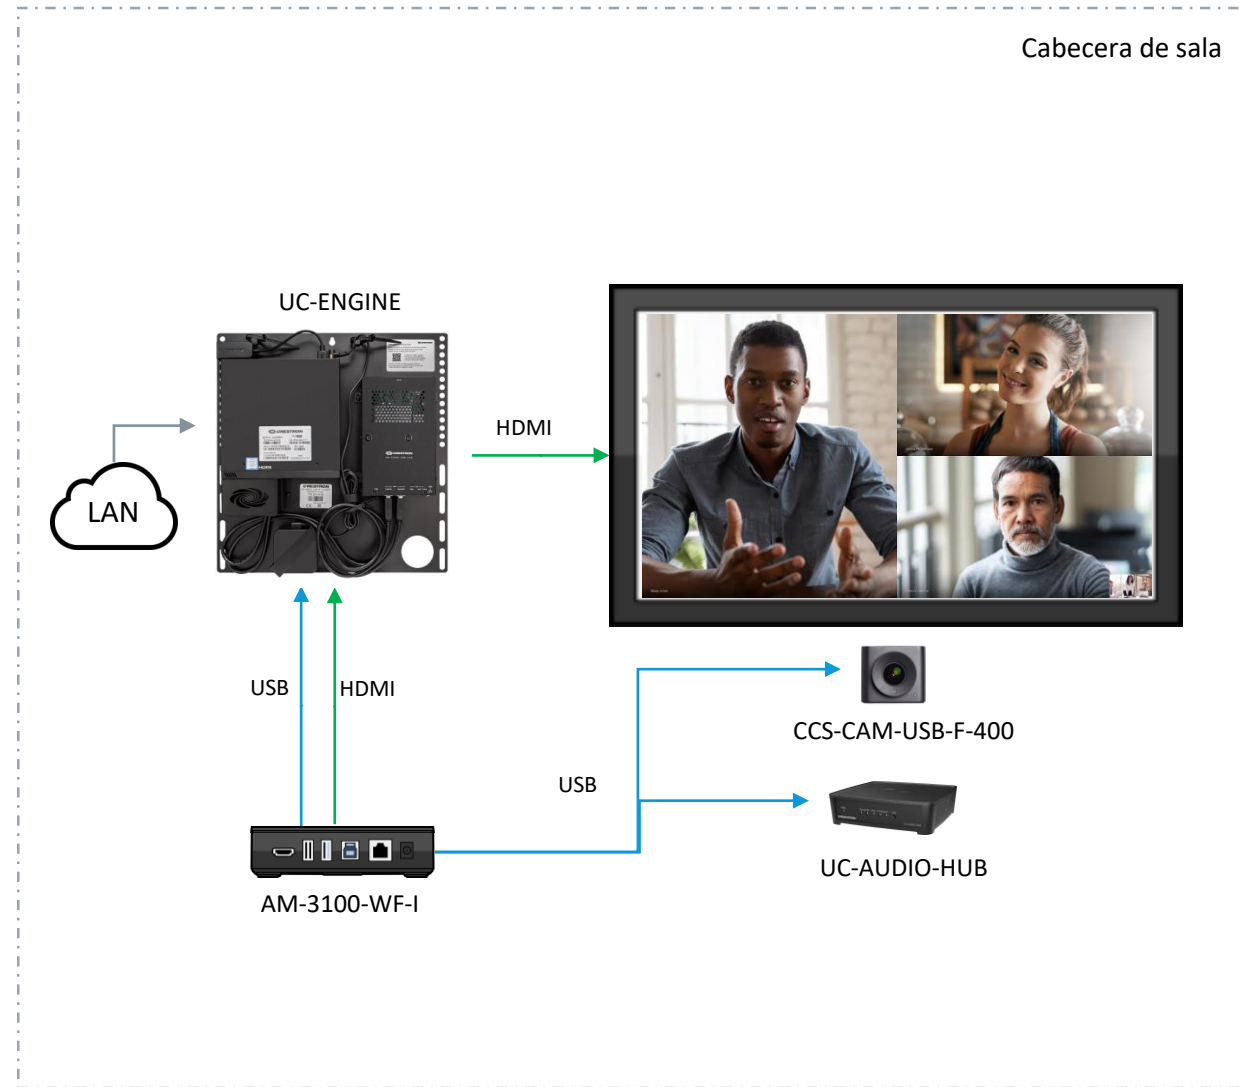 Cabecera de sala
UC-ENGINE
CRESTRON
HDMI
LAN
USB
HDMI
CCS-CAM-USB-F-400
USB
UC-AUDIO-HUB
AM-3100-WF-I